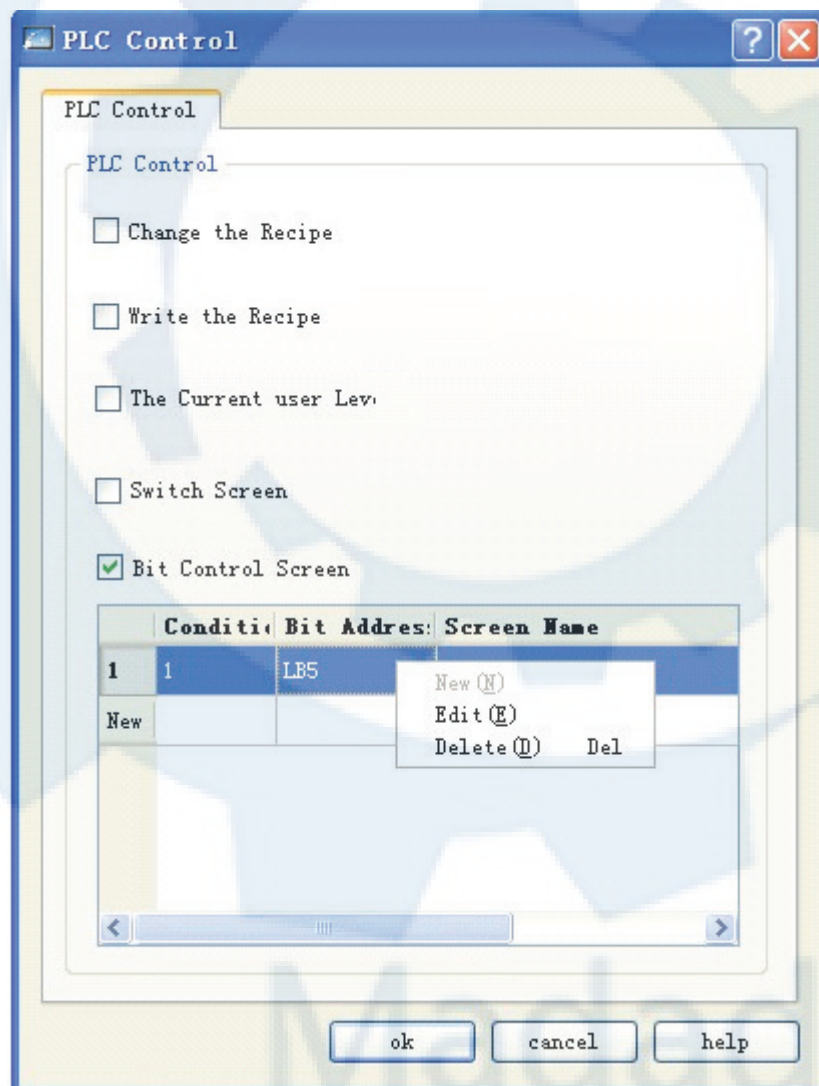 PLC Control
PLC Control
PLC Control
Change the Recipe
Write the Recipe
The Current user Lev
Switch Screen
Bit Control Screen
Conditi Bit Addres Screen Name
1 1 LB5
New(N)
Edit(E)
New
Delete(D) Del
ok cancel help
Madad